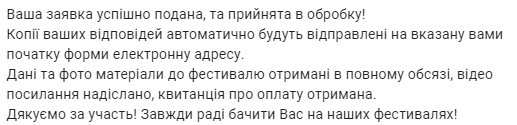 Ваша заявка успішно подана, та прийнята в обробку!
Копії ваших відповідей автоматично будуть відправлені на вказану вами
початку форми електронну адресу.
Дані та фото матеріали до фестивалю отримані в повному обсязі, відео
посилання надіслано, квитанція про оплату отримана.
Дякуємо за участь! Завжди раді бачити Вас на наших фестивалях!